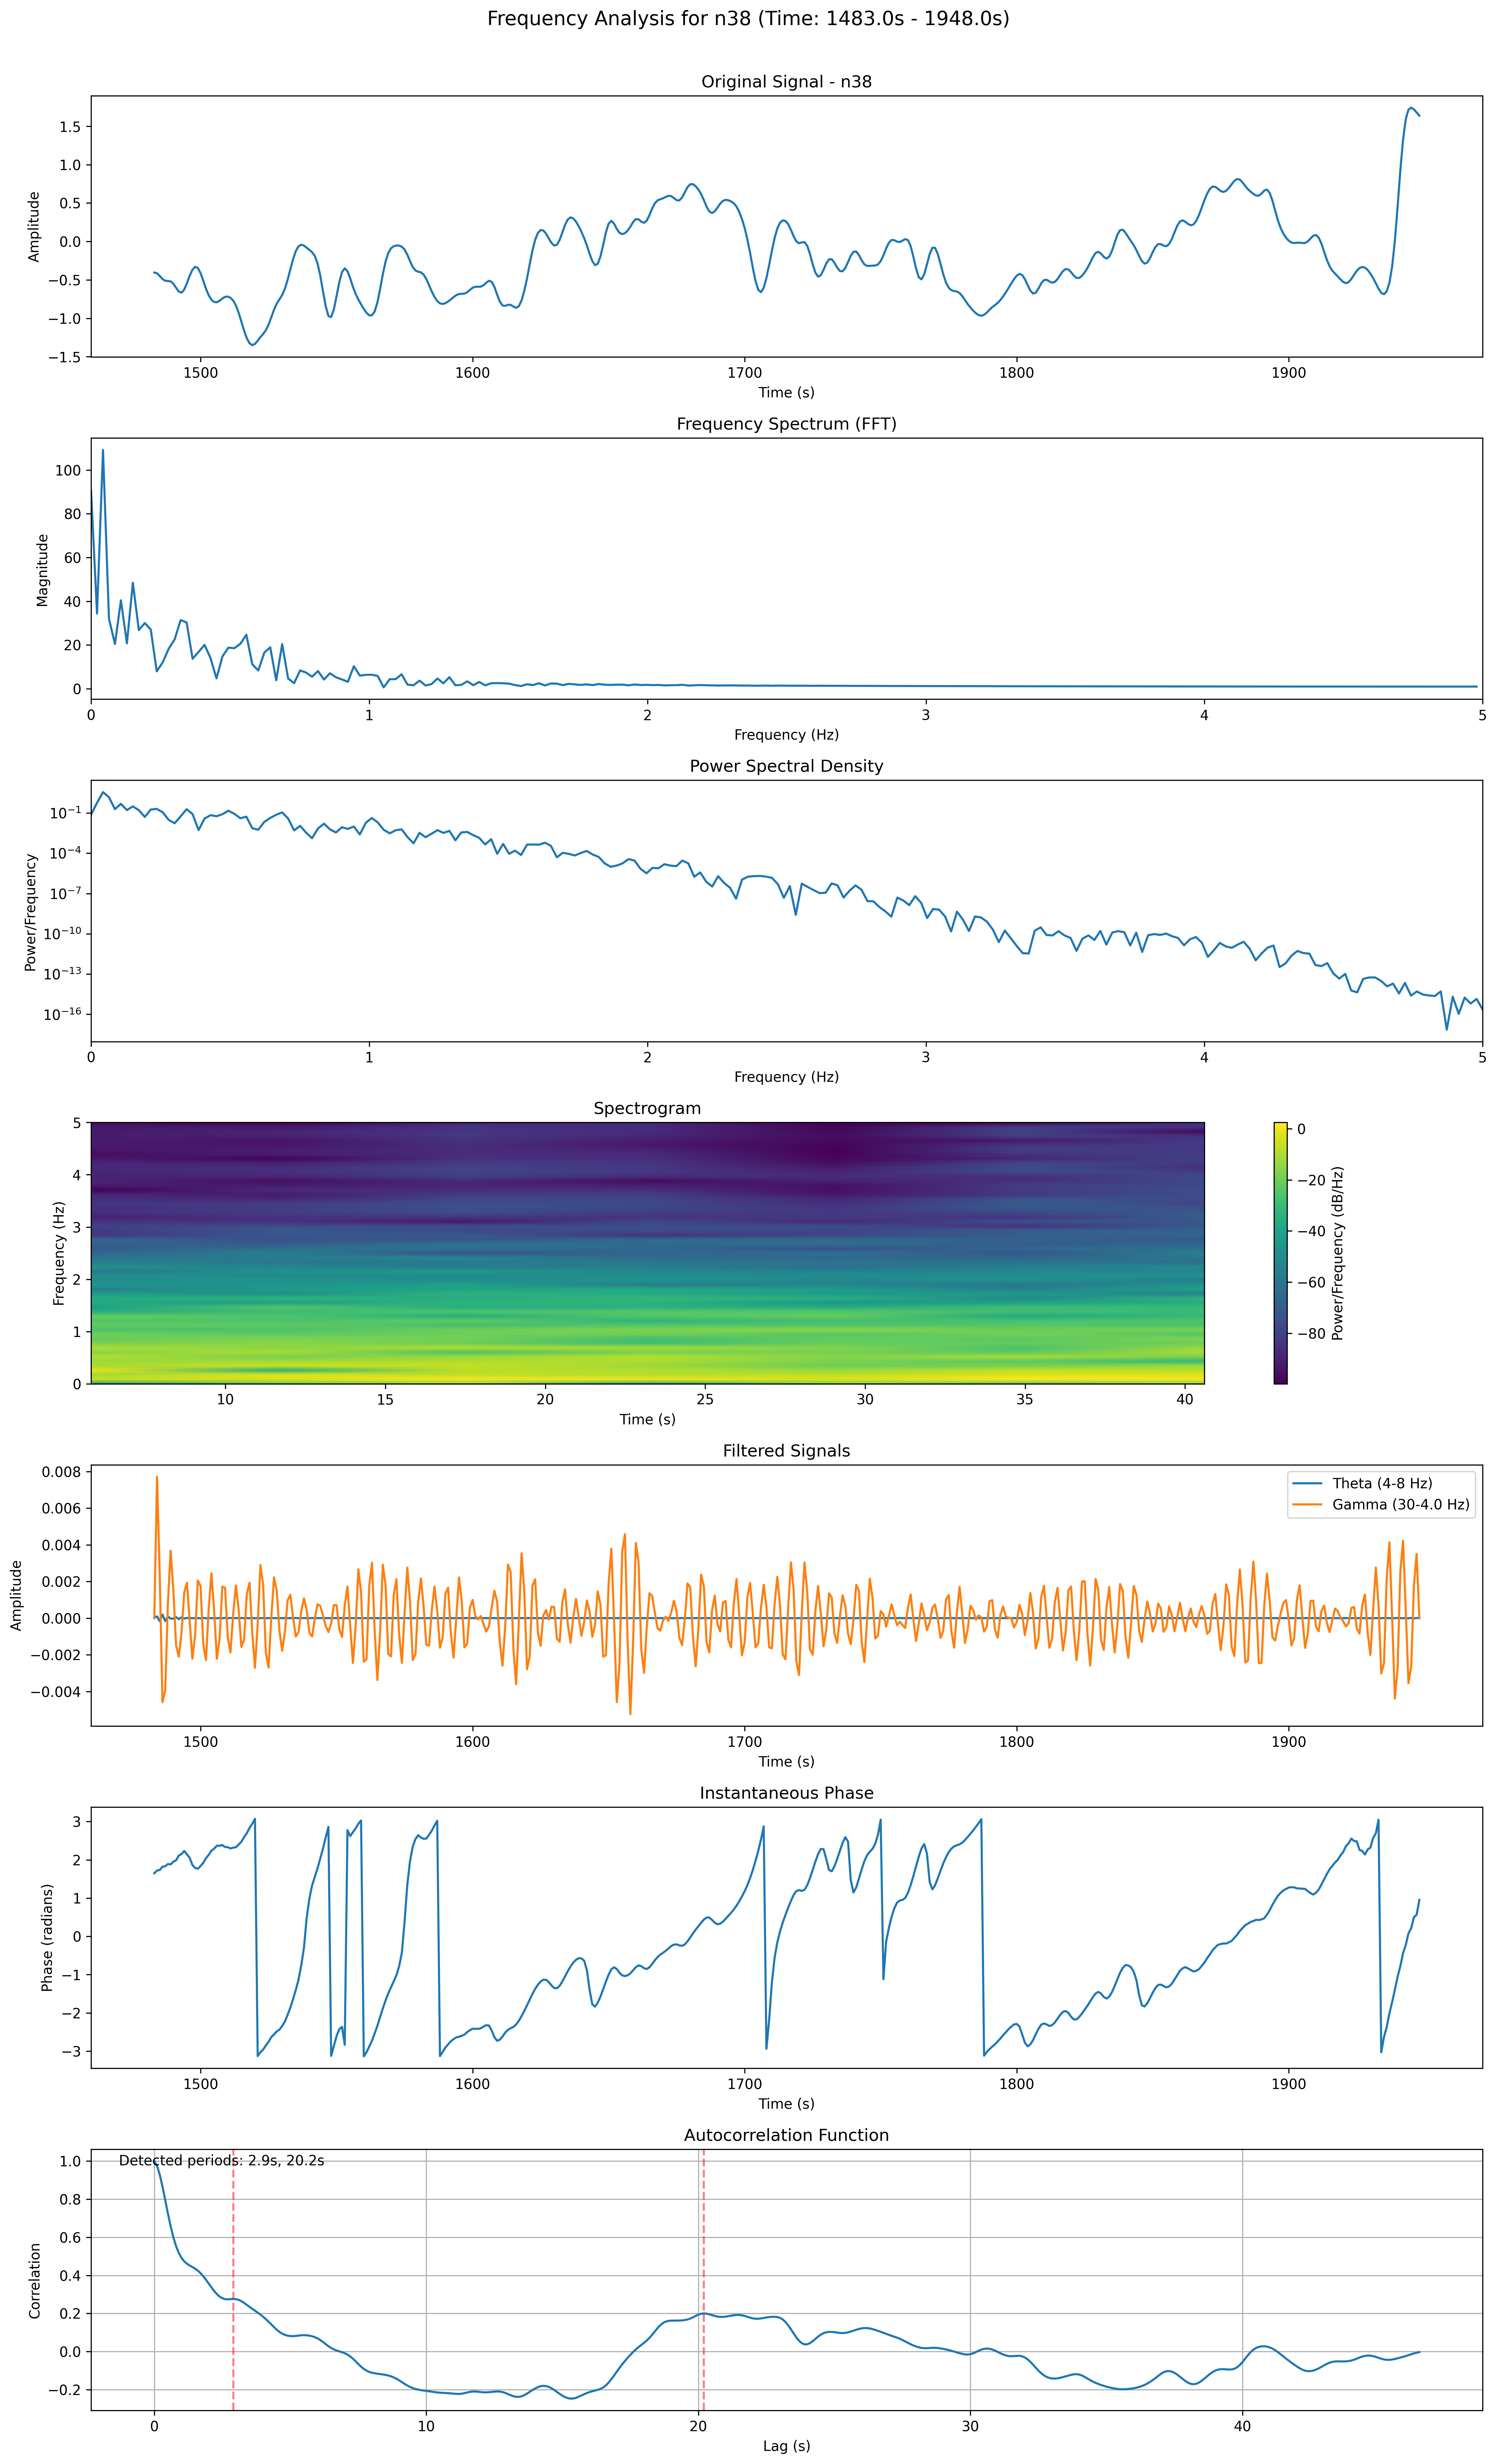 Frequency Analysis for n38 (Time: 1483.0s - 1948.0s)
Original Signal - n38
Amplitude
1.5
1.0
0.5
0.0
−0.5
−1.0
−1.5
1500 1600 1700 1800 1900
Time (s)
Frequency Spectrum (FFT)
Magnitude
100
80
60
40
20
0
0 1 2 3 4 5
Frequency (Hz)
Power Spectral Density
Power/Frequency
10⁻¹
10⁻⁴
10⁻⁷
10⁻¹⁰
10⁻¹³
10⁻¹⁶
0 1 2 3 4 5
Frequency (Hz)
Spectrogram
Frequency (Hz)
5
4
3
2
1
0
10 15 20 25 30 35 40
Time (s)
0
−20
−40
−60
−80
Power/Frequency (dB/Hz)
Filtered Signals
Amplitude
0.008
0.006
0.004
0.002
0.000
−0.002
−0.004
Theta (4-8 Hz)
Gamma (30-4.0 Hz)
1500 1600 1700 1800 1900
Time (s)
Instantaneous Phase
Phase (radians)
3
2
1
0
−1
−2
−3
1500 1600 1700 1800 1900
Time (s)
Autocorrelation Function
Detected periods: 2.9s, 20.2s
Correlation
1.0
0.8
0.6
0.4
0.2
0.0
−0.2
0 10 20 30 40
Lag (s)